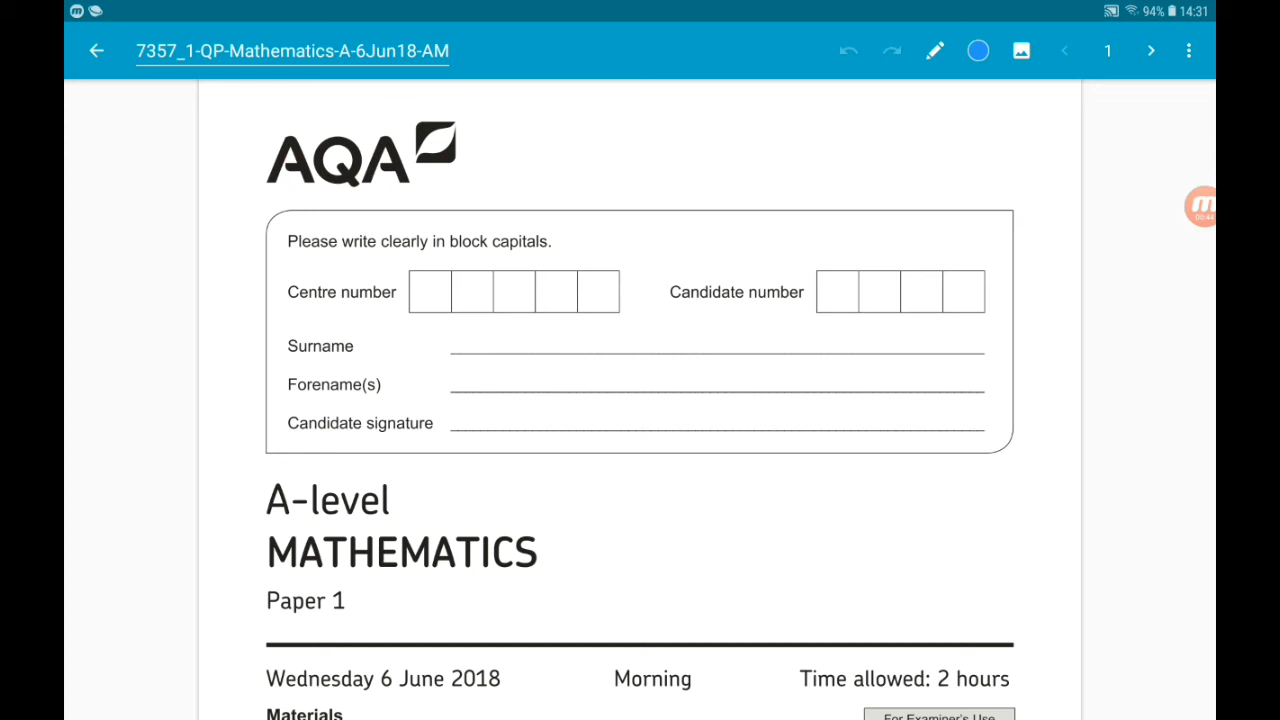 94% 14:31
7357_1-QP-Mathematics-A-6Jun18-AM
1
AQA
00:44
Please write clearly in block capitals.
Centre number Candidate number
Surname
Forename(s)
Candidate signature
A-level
MATHEMATICS
Paper 1
Wednesday 6 June 2018 Morning Time allowed: 2 hours
Materials For Examiner's Use